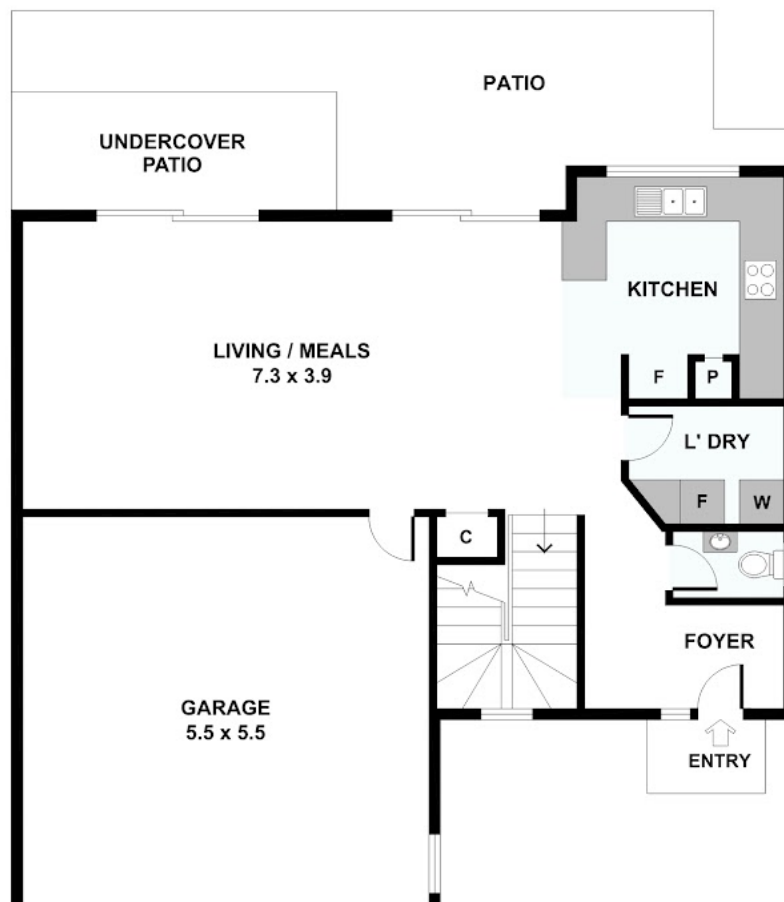 PATIO
UNDERCOVER
PATIO
KITCHEN
LIVING / MEALS
7.3 x 3.9
F
P
L' DRY
F
W
C
FOYER
GARAGE
5.5 x 5.5
ENTRY